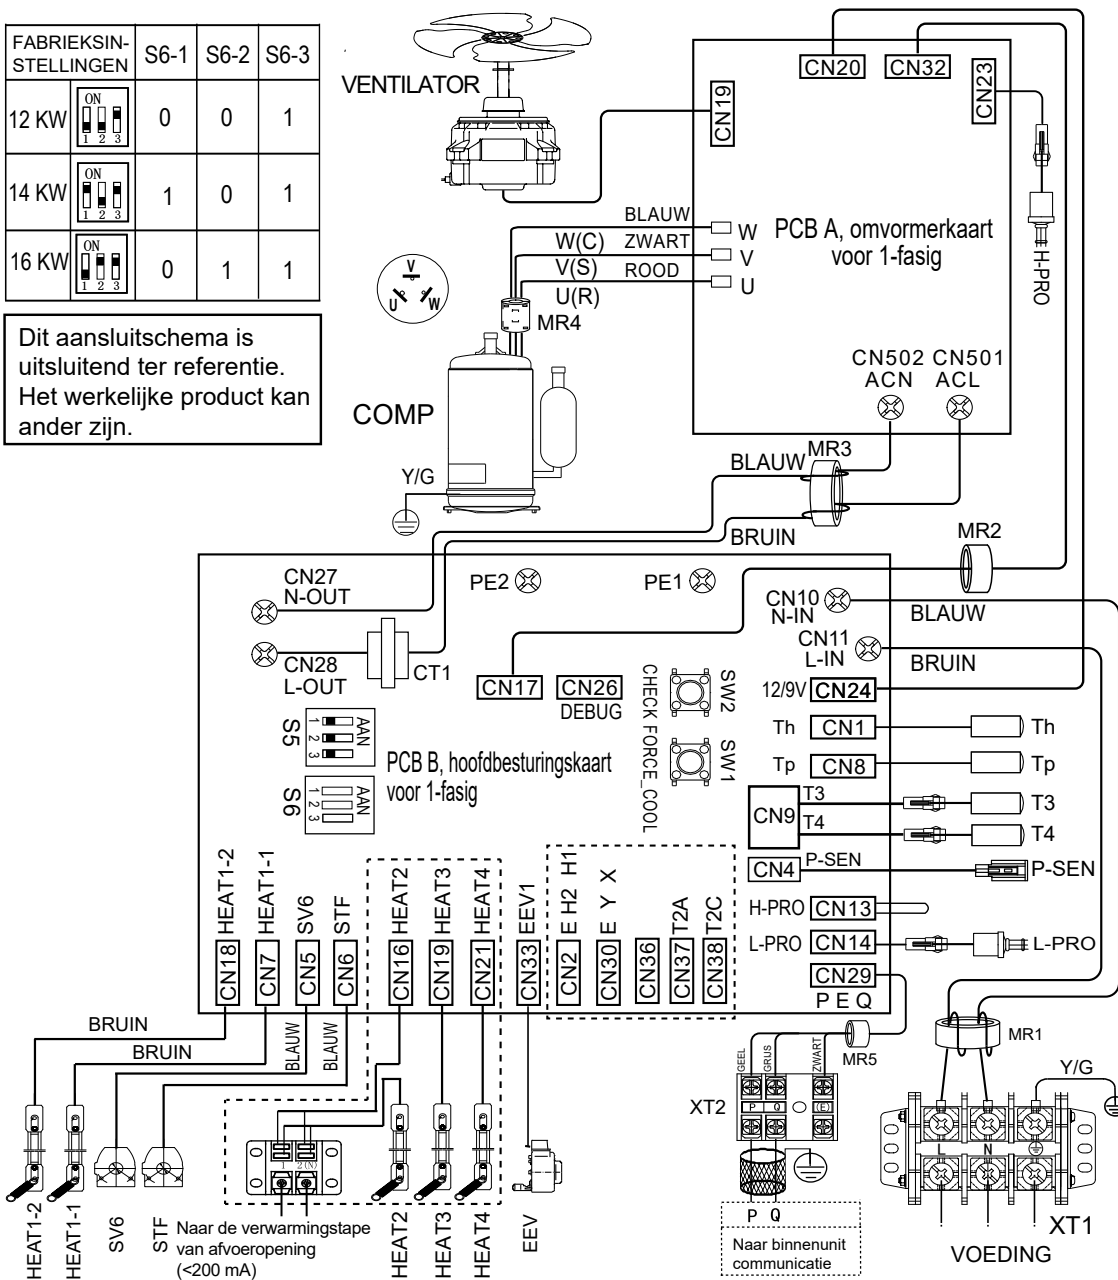 FABRIEKSIN-
STELLINGEN
S6-1
S6-2
S6-3
12 KW
ON
1 2 3
0
0
1
14 KW
ON
1 2 3
1
0
1
16 KW
ON
1 2 3
0
1
1
Dit aansluitschema is
uitsluitend ter referentie.
Het werkelijke product kan
ander zijn.
VENTILATOR
CN19
CN20
CN32
CN23
H-PRO
PCB A, omvormerkaart
voor 1-fasig
BLAUW
W
W(C)
ZWART
V
V(S)
ROOD
U
U(R)
V
U
W
MR4
COMP
Y/G
CN502
ACN
CN501
ACL
MR3
BLAUW
BRUIN
MR2
CN27
N-OUT
PE2
PE1
CN10
N-IN
BLAUW
CN11
L-IN
BRUIN
CN28
L-OUT
CT1
CN17
CN26
DEBUG
CHECK FORCE_COOL
SW2
SW1
12/9V
CN24
Th
CN1
Th
Tp
CN8
Tp
CN9
T3
T3
T4
T4
CN4
P-SEN
P-SEN
H-PRO
CN13
L-PRO
CN14
L-PRO
CN29
P E Q
S5
1
2
3
AAN
S6
1
2
3
AAN
PCB B, hoofdbesturingskaart
voor 1-fasig
HEAT1-2
HEAT1-1
SV6
STF
HEAT2
HEAT3
HEAT4
EEV1
E H2 H1
E Y X
T2A
T2C
CN18
CN7
CN5
CN6
CN16
CN19
CN21
CN33
CN2
CN30
CN36
CN37
CN38
BRUIN
BRUIN
BLAUW
BLAUW
1
2(N)
HEAT1-2
HEAT1-1
SV6
STF
Naar de verwarmingstape
van afvoeropening
(<200 mA)
HEAT2
HEAT3
HEAT4
EEV
GEEL
GRIJS
ZWART
MR5
XT2
P
Q
(E)
P Q
Naar binnenunit
communicatie
MR1
Y/G
L
N
XT1
VOEDING